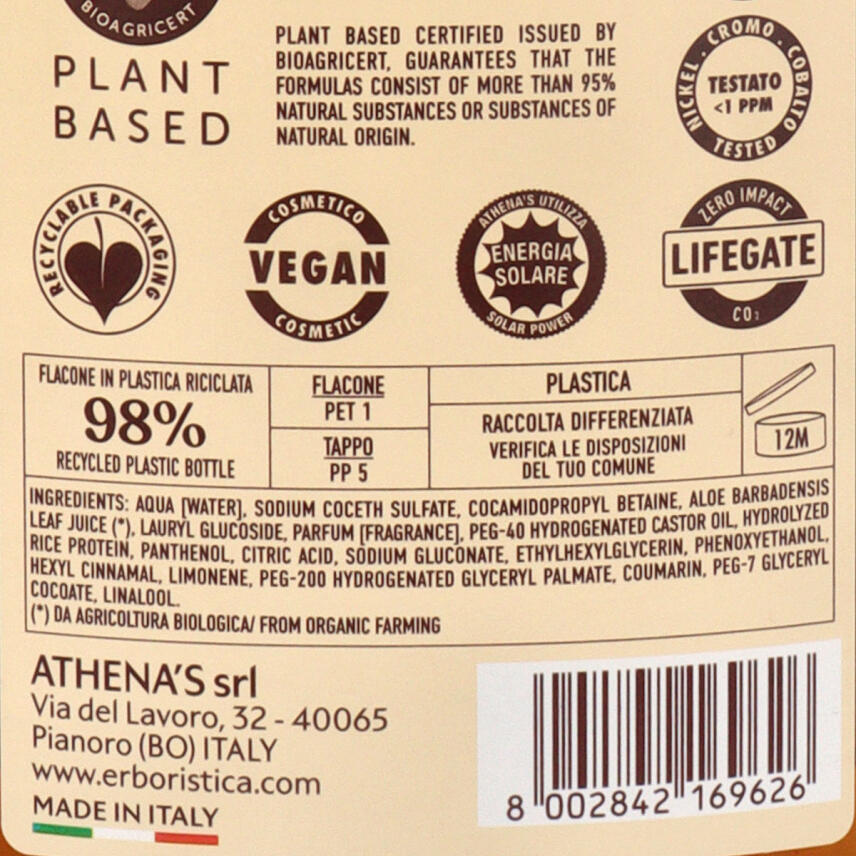 BIOAGRICERT
PLANT
BASED
PLANT BASED CERTIFIED ISSUED BY
BIOAGRICERT, GUARANTEES THAT THE
FORMULAS CONSIST OF MORE THAN 95%
NATURAL SUBSTANCES OR SUBSTANCES OF
NATURAL ORIGIN.
NICKEL · CROMO · COBALTO
TESTATO
<1 PPM
TESTED
RECYCLABLE PACKAGING
COSMETICO
VEGAN
COSMETIC
ATHENA'S UTILIZZA
ENERGIA
SOLARE
SOLAR POWER
ZERO IMPACT
LIFEGATE
CO₂
FLACONE IN PLASTICA RICICLATA
98%
RECYCLED PLASTIC BOTTLE
FLACONE
PET 1
TAPPO
PP 5
PLASTICA
RACCOLTA DIFFERENZIATA
VERIFICA LE DISPOSIZIONI
DEL TUO COMUNE
12M
INGREDIENTS: AQUA [WATER], SODIUM COCETH SULFATE, COCAMIDOPROPYL BETAINE, ALOE BARBADENSIS
LEAF JUICE (*), LAURYL GLUCOSIDE, PARFUM [FRAGRANCE], PEG-40 HYDROGENATED CASTOR OIL, HYDROLYZED
RICE PROTEIN, PANTHENOL, CITRIC ACID, SODIUM GLUCONATE, ETHYLHEXYLGLYCERIN, PHENOXYETHANOL,
HEXYL CINNAMAL, LIMONENE, PEG-200 HYDROGENATED GLYCERYL PALMATE, COUMARIN, PEG-7 GLYCERYL
COCOATE, LINALOOL.
(*) DA AGRICOLTURA BIOLOGICA/ FROM ORGANIC FARMING
ATHENA'S srl
Via del Lavoro, 32 - 40065
Pianoro (BO) ITALY
www.erboristica.com
MADE IN ITALY
8 002842 169626